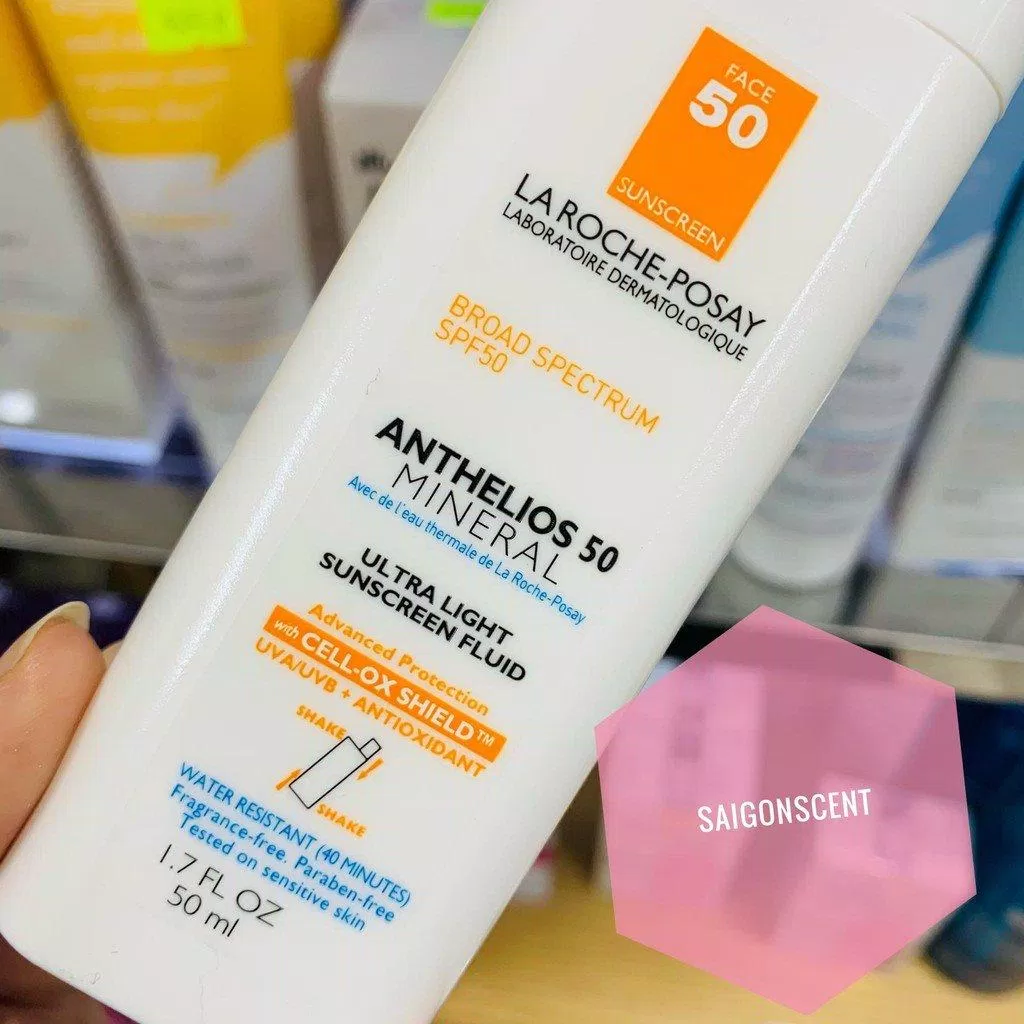 FACE
50
SUNSCREEN
LA ROCHE-POSAY
LABORATOIRE DERMATOLOGIQUE
BROAD SPECTRUM
SPF50
ANTHELIOS 50
MINERAL
Avec de l'eau thermale de La Roche-Posay
ULTRA LIGHT
SUNSCREEN FLUID
Advanced Protection
with CELL-OX SHIELD™
UVA/UVB + ANTIOXIDANT
SHAKE
SHAKE
WATER RESISTANT (40 MINUTES)
Fragrance-free. Paraben-free
Tested on sensitive skin
1.7 FL OZ
50 ml
SAIGONSCENT